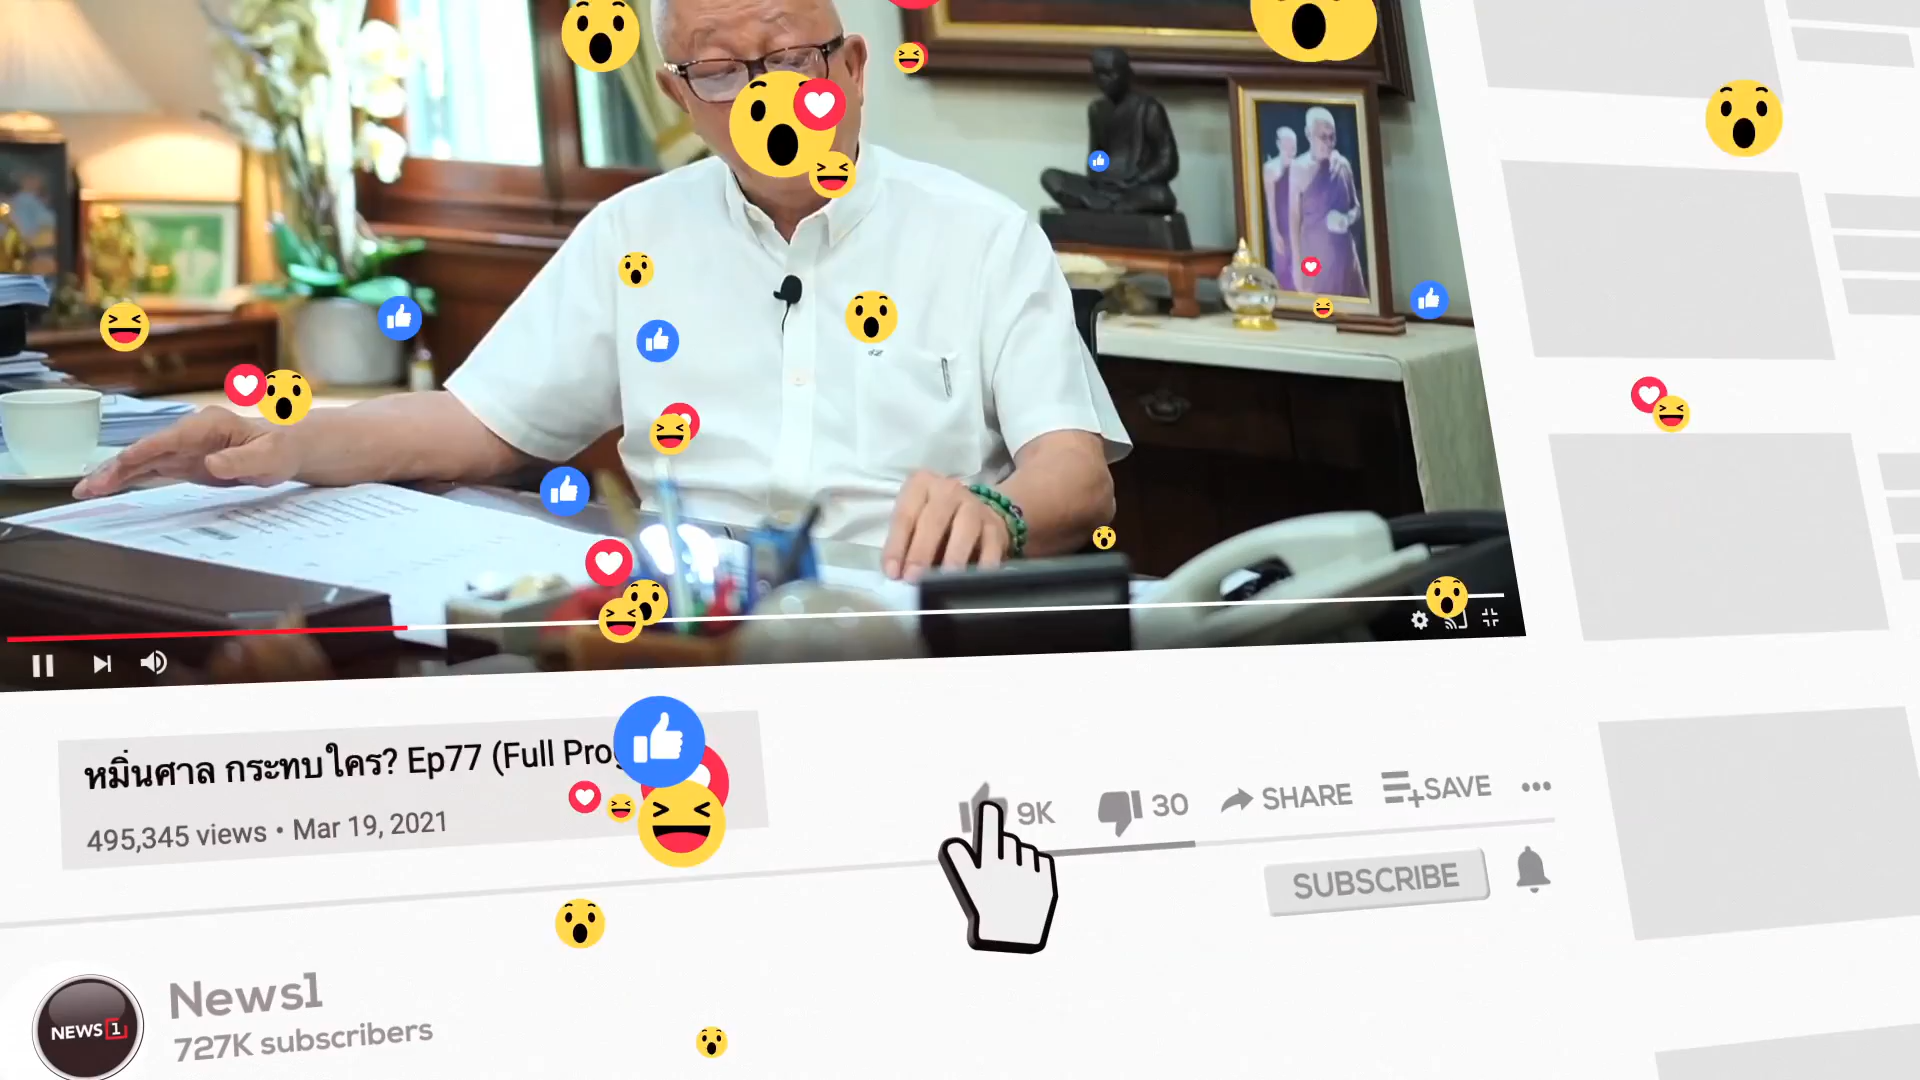 หมิ่นศาล กระทบใคร? Ep77 (Full Prog
495,345 views • Mar 19, 2021
9K
30
SHARE
SAVE
SUBSCRIBE
NEWS 1
News1
727K subscribers